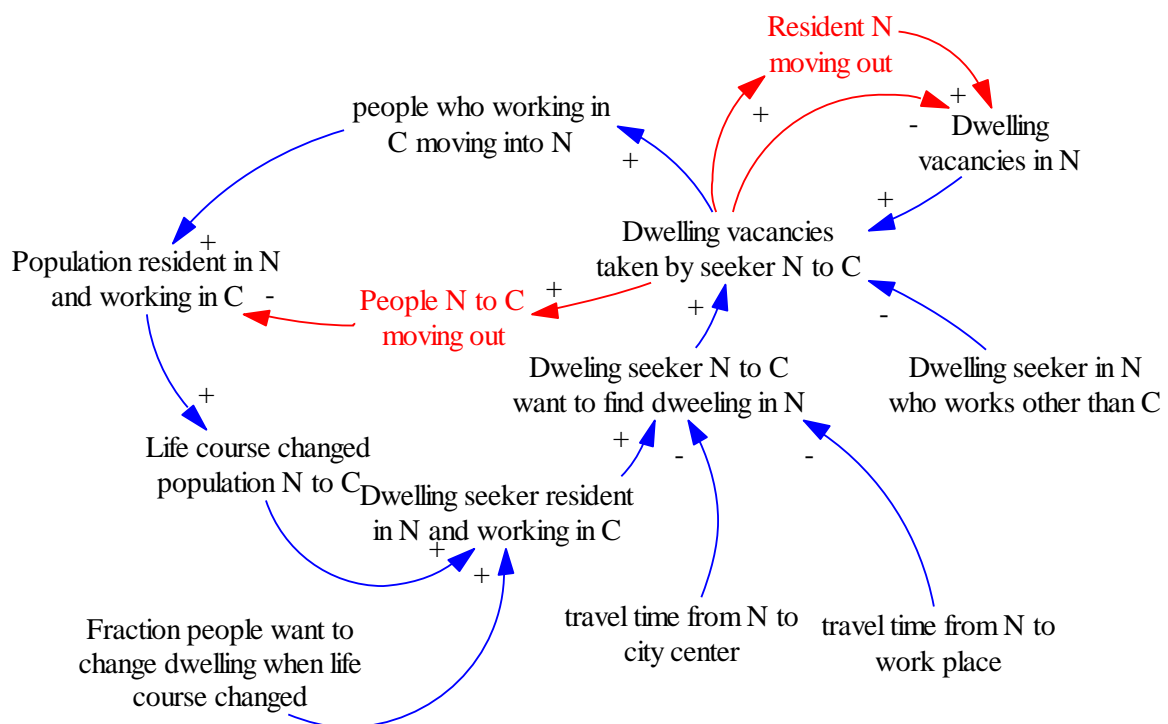 Resident N
moving out
+
+
-
people who working in
C moving into N
+
Dwelling
vacancies in N
+
Dwelling vacancies
taken by seeker N to C
+
Population resident in N
and working in C
-
+
People N to C
moving out
+
-
Dweling seeker N to C
want to find dweeling in N
Dwelling seeker in N
who works other than C
+
Life course changed
population N to C
+
-
-
Dwelling seeker resident
in N and working in C
+
+
Fraction people want to
change dwelling when life
course changed
travel time from N to
city center
travel time from N to
work place